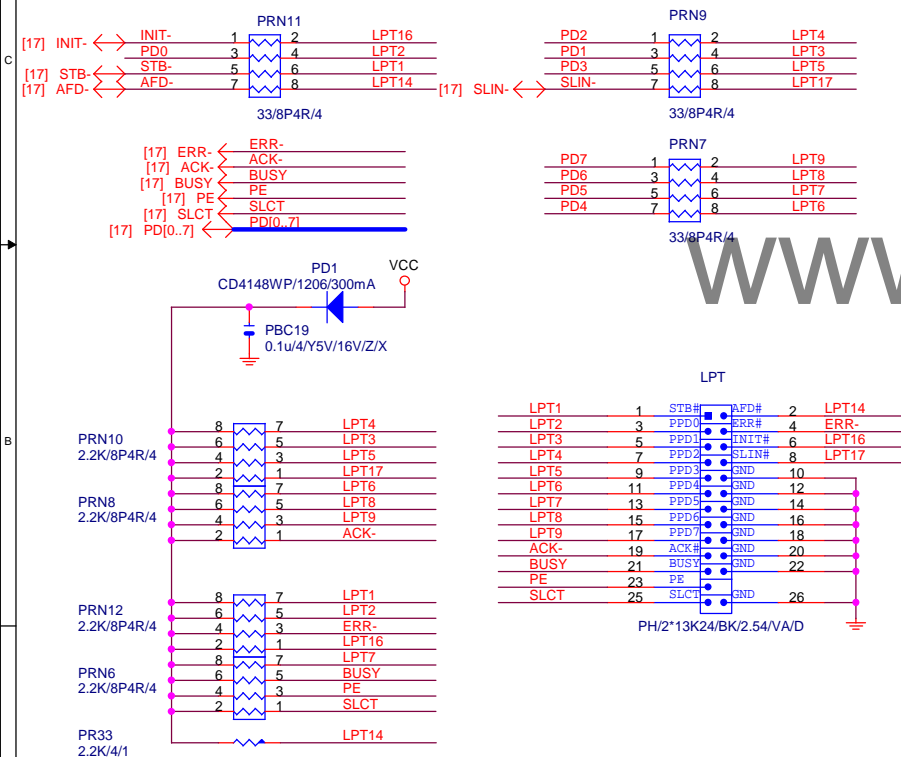 PRN11
[17] INIT- INIT- 1 2 LPT16
PD0 3 4 LPT2
[17] STB- STB- 5 6 LPT1
[17] AFD- AFD- 7 8 LPT14
33/8P4R/4
PRN9
PD2 1 2 LPT4
PD1 3 4 LPT3
PD3 5 6 LPT5
[17] SLIN- SLIN- 7 8 LPT17
33/8P4R/4
C
[17] ERR- ERR-
[17] ACK- ACK-
[17] BUSY BUSY
[17] PE PE
[17] SLCT SLCT
[17] PD[0..7] PD[0..7]
PRN7
PD7 1 2 LPT9
PD6 3 4 LPT8
PD5 5 6 LPT7
PD4 7 8 LPT6
33/8P4R/4
WWW
PD1
CD4148WP/1206/300mA
VCC
PBC19
0.1u/4/Y5V/16V/Z/X
B
PRN10
2.2K/8P4R/4
8 7 LPT4
6 5 LPT3
4 3 LPT5
2 1 LPT17
PRN8
2.2K/8P4R/4
8 7 LPT6
6 5 LPT8
4 3 LPT9
2 1 ACK-
PRN12
2.2K/8P4R/4
8 7 LPT1
6 5 LPT2
4 3 ERR-
2 1 LPT16
PRN6
2.2K/8P4R/4
8 7 LPT7
6 5 BUSY
4 3 PE
2 1 SLCT
PR33
2.2K/4/1
LPT14
LPT
LPT1 1 STB# AFD# 2 LPT14
LPT2 3 PPD0 ERR# 4 ERR-
LPT3 5 PPD1 INIT# 6 LPT16
LPT4 7 PPD2 SLIN# 8 LPT17
LPT5 9 PPD3 GND 10
LPT6 11 PPD4 GND 12
LPT7 13 PPD5 GND 14
LPT8 15 PPD6 GND 16
LPT9 17 PPD7 GND 18
ACK- 19 ACK# GND 20
BUSY 21 BUSY GND 22
PE 23 PE
SLCT 25 SLCT GND 26
PH/2*13K24/BK/2.54/VA/D